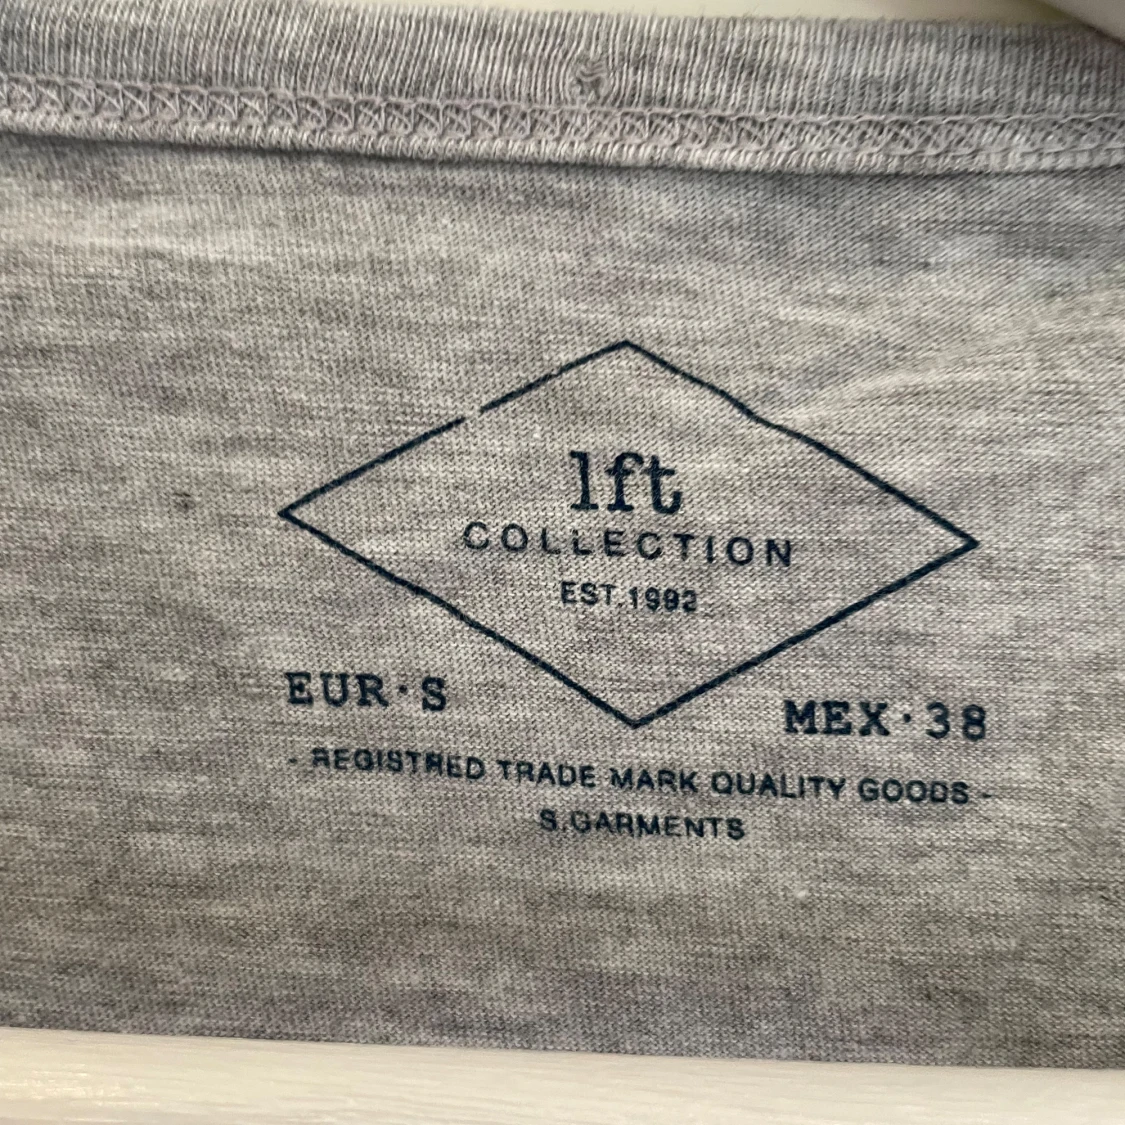 lft
COLLECTION
EST.1992
EUR·S
MEX·38
- REGISTRED TRADE MARK QUALITY GOODS -
S.GARMENTS